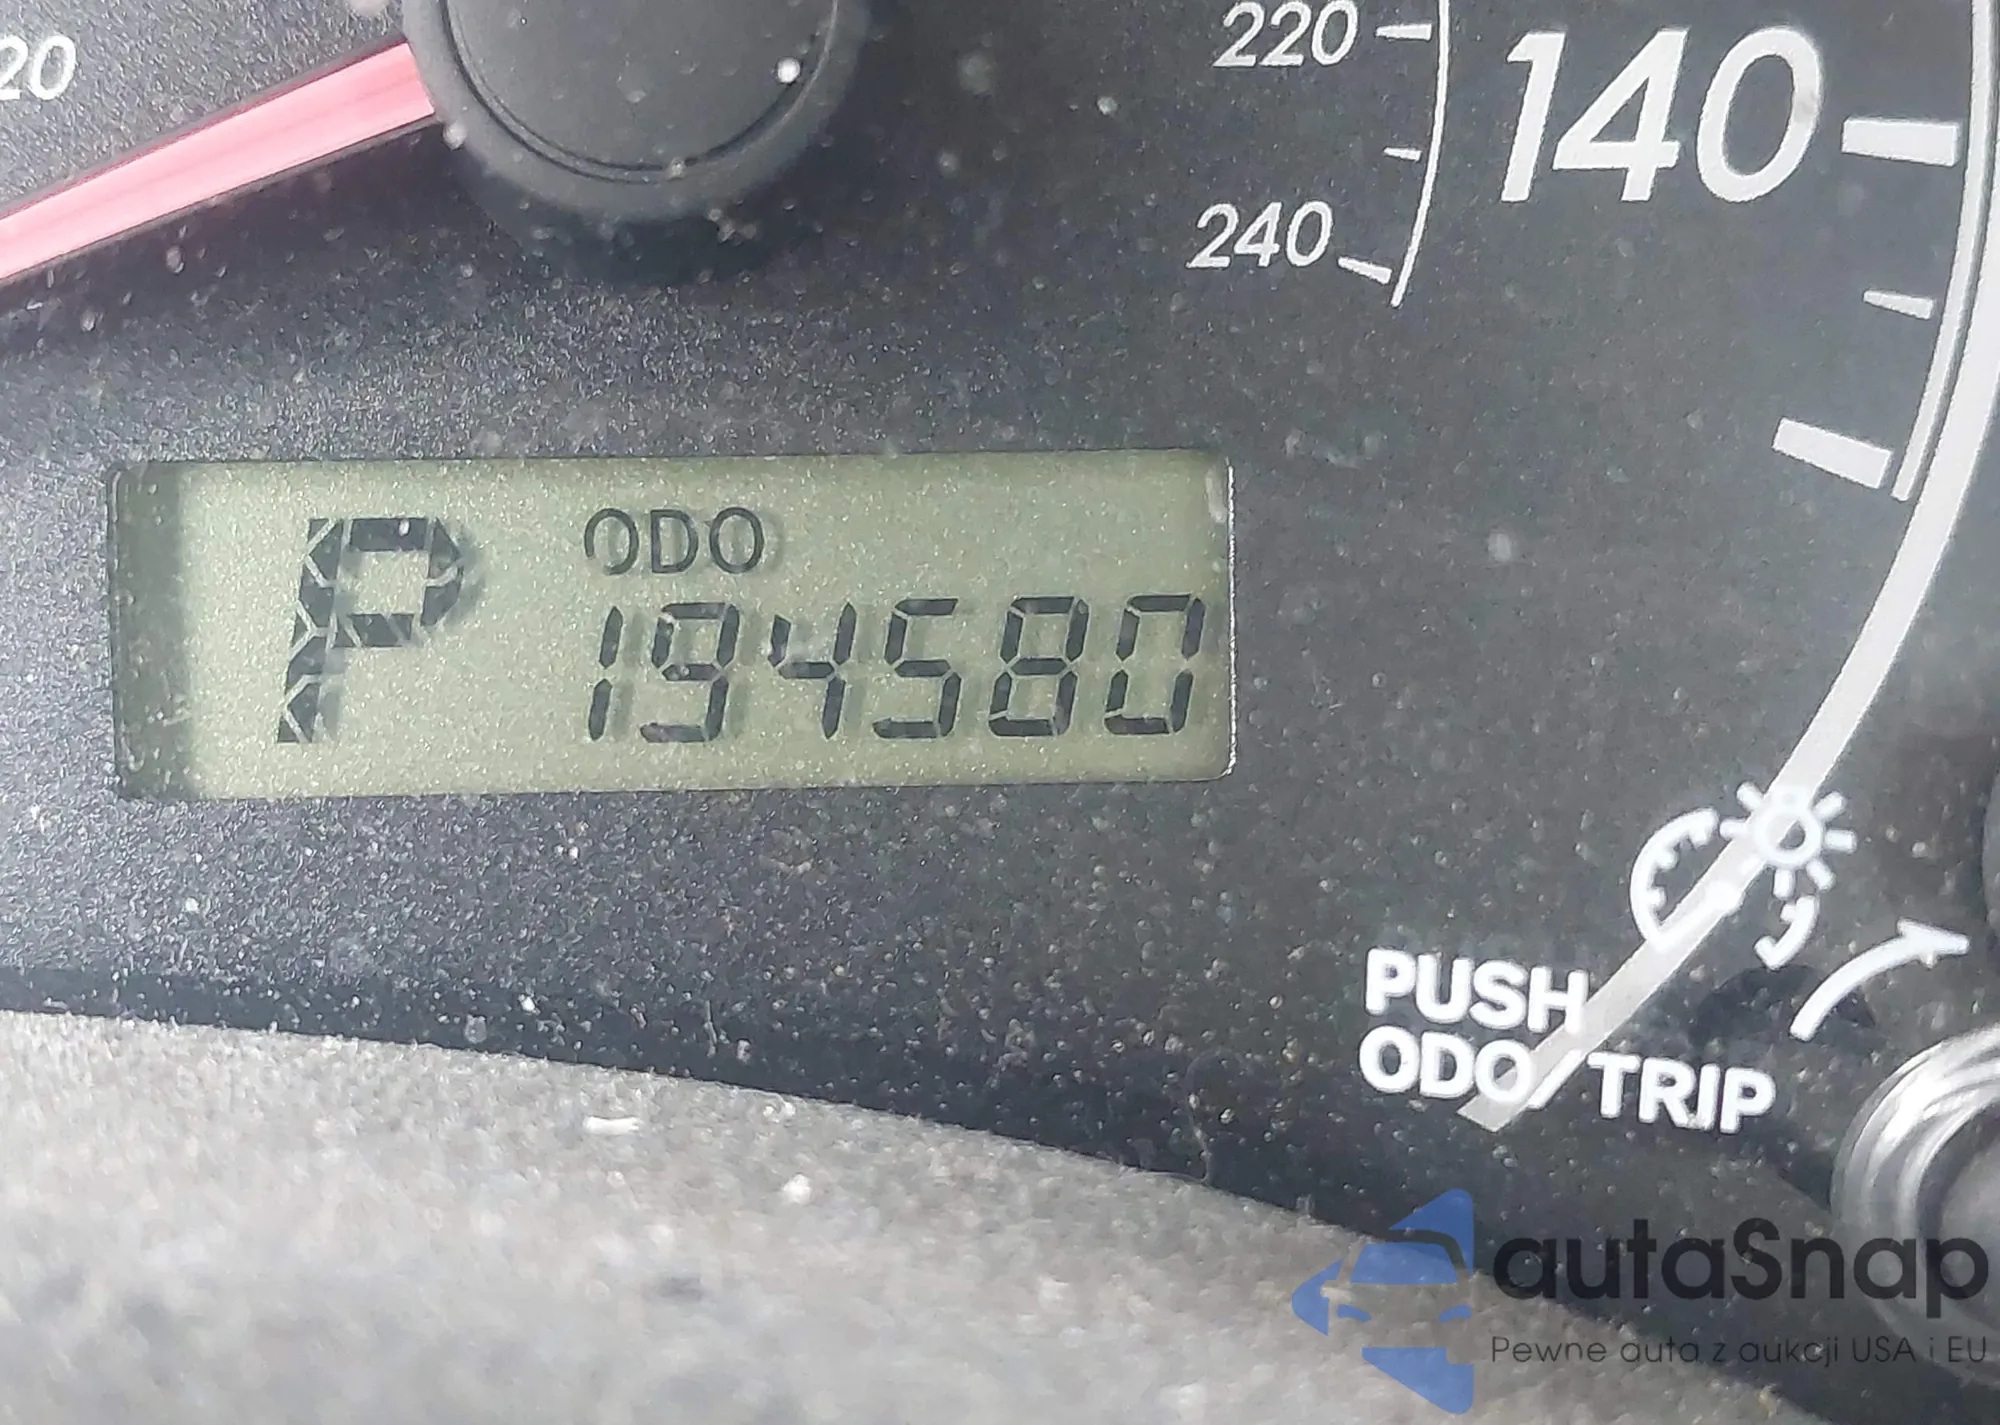 20
220
140
240
P
ODO
194580
PUSH
ODO/TRIP
autaSnap
Pewne auta z aukcji USA i EU